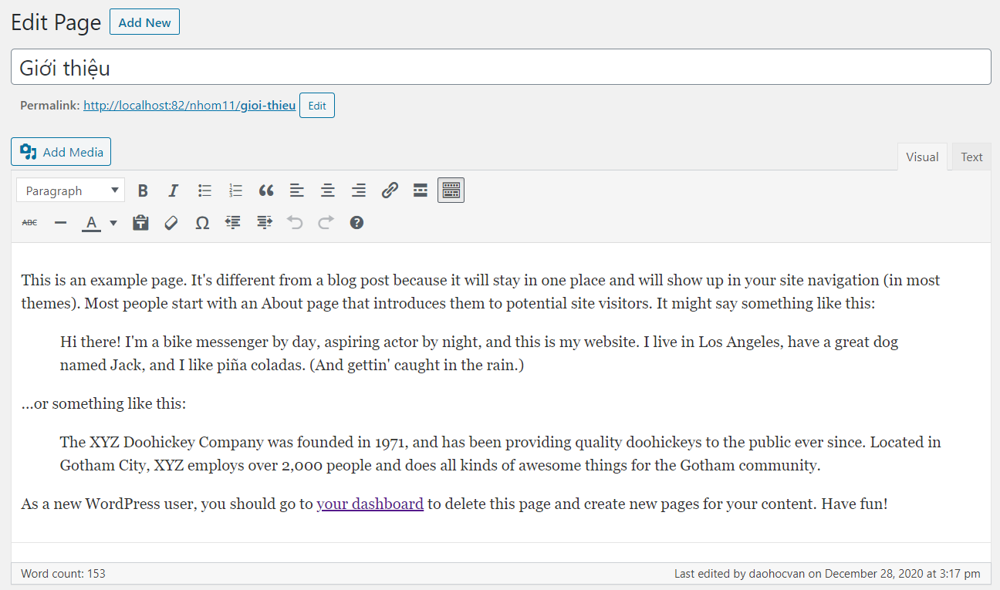 Edit Page Add New
Giới thiệu
Permalink: http://localhost:82/nhom11/gioi-thieu Edit
Add Media
Visual Text
Paragraph B I
ABC A Ω ?
This is an example page. It's different from a blog post because it will stay in one place and will show up in your site navigation (in most
themes). Most people start with an About page that introduces them to potential site visitors. It might say something like this:
Hi there! I'm a bike messenger by day, aspiring actor by night, and this is my website. I live in Los Angeles, have a great dog
named Jack, and I like piña coladas. (And gettin' caught in the rain.)
...or something like this:
The XYZ Doohickey Company was founded in 1971, and has been providing quality doohickeys to the public ever since. Located in
Gotham City, XYZ employs over 2,000 people and does all kinds of awesome things for the Gotham community.
As a new WordPress user, you should go to your dashboard to delete this page and create new pages for your content. Have fun!
Word count: 153
Last edited by daohocvan on December 28, 2020 at 3:17 pm